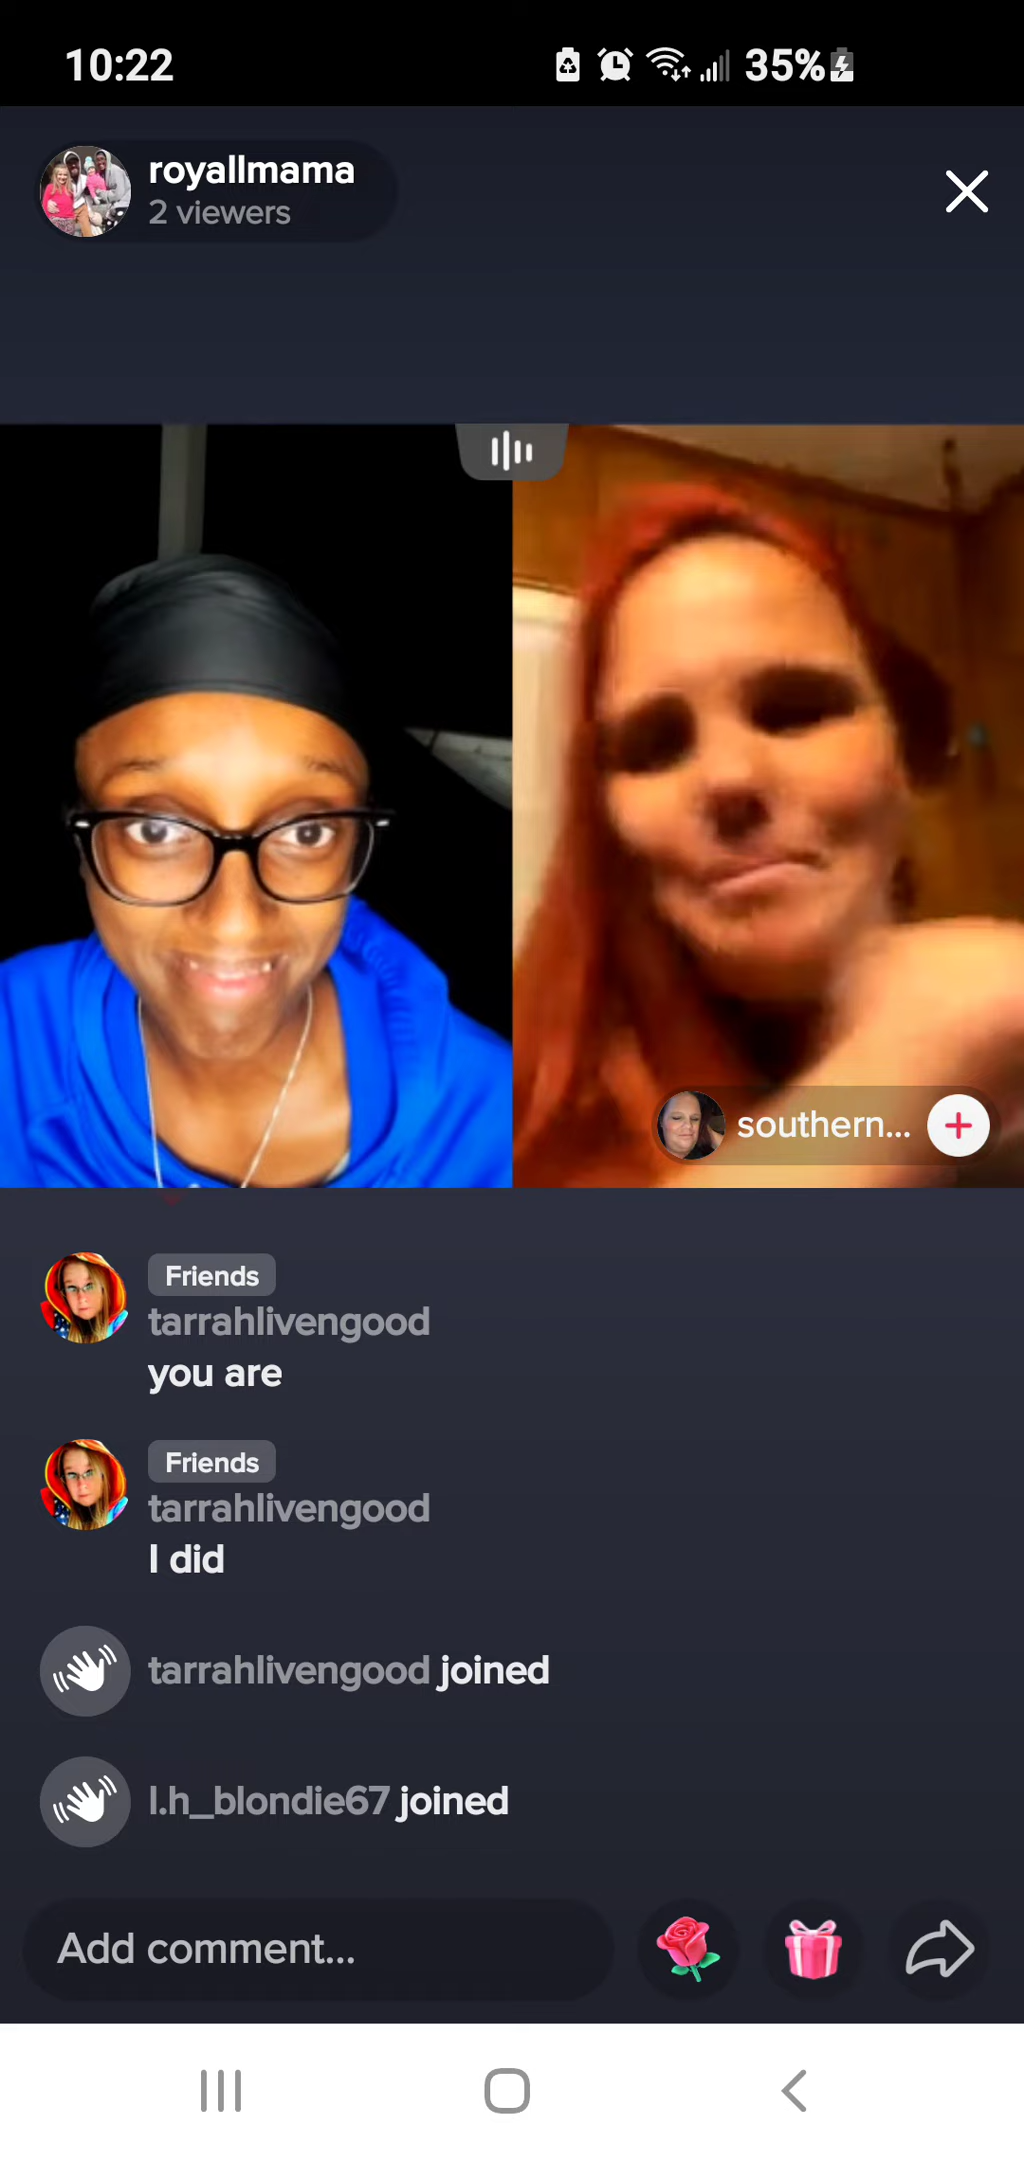 10:22
35%
royallmama
2 viewers
southern...
Friends
tarrahlivengood
you are
Friends
tarrahlivengood
I did
tarrahlivengood joined
l.h_blondie67 joined
Add comment...